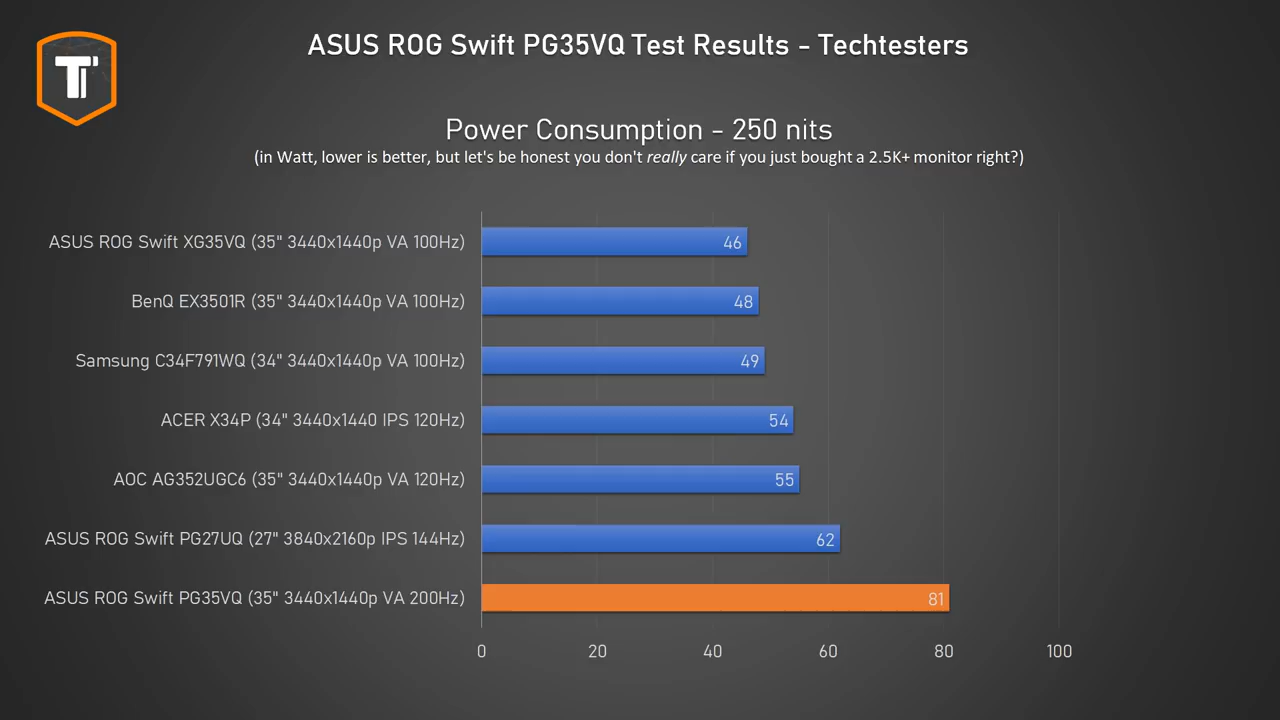 ASUS ROG Swift PG35VQ Test Results - Techtesters
Power Consumption - 250 nits
(in Watt, lower is better, but let's be honest you don't really care if you just bought a 2.5K+ monitor right?)
ASUS ROG Swift XG35VQ (35" 3440x1440p VA 100Hz) 46
BenQ EX3501R (35" 3440x1440p VA 100Hz) 48
Samsung C34F791WQ (34" 3440x1440p VA 100Hz) 49
ACER X34P (34" 3440x1440 IPS 120Hz) 54
AOC AG352UGC6 (35" 3440x1440p VA 120Hz) 55
ASUS ROG Swift PG27UQ (27" 3840x2160p IPS 144Hz) 62
ASUS ROG Swift PG35VQ (35" 3440x1440p VA 200Hz) 81
0 20 40 60 80 100